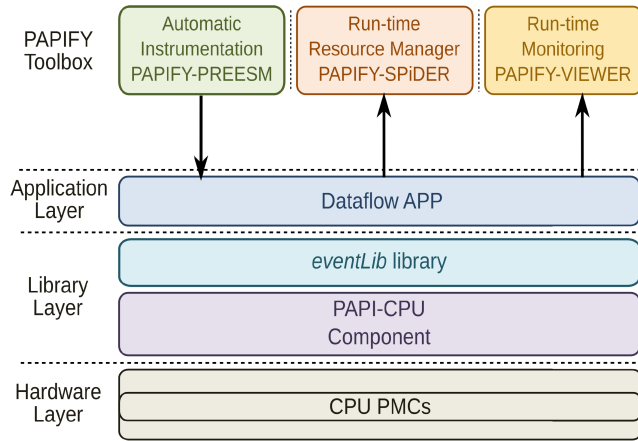 PAPIFY
Toolbox
Automatic
Instrumentation
PAPIFY-PREESM
Run-time
Resource Manager
PAPIFY-SPiDER
Run-time
Monitoring
PAPIFY-VIEWER
Application
Layer
Dataflow APP
Library
Layer
eventLib library
PAPI-CPU
Component
Hardware
Layer
CPU PMCs